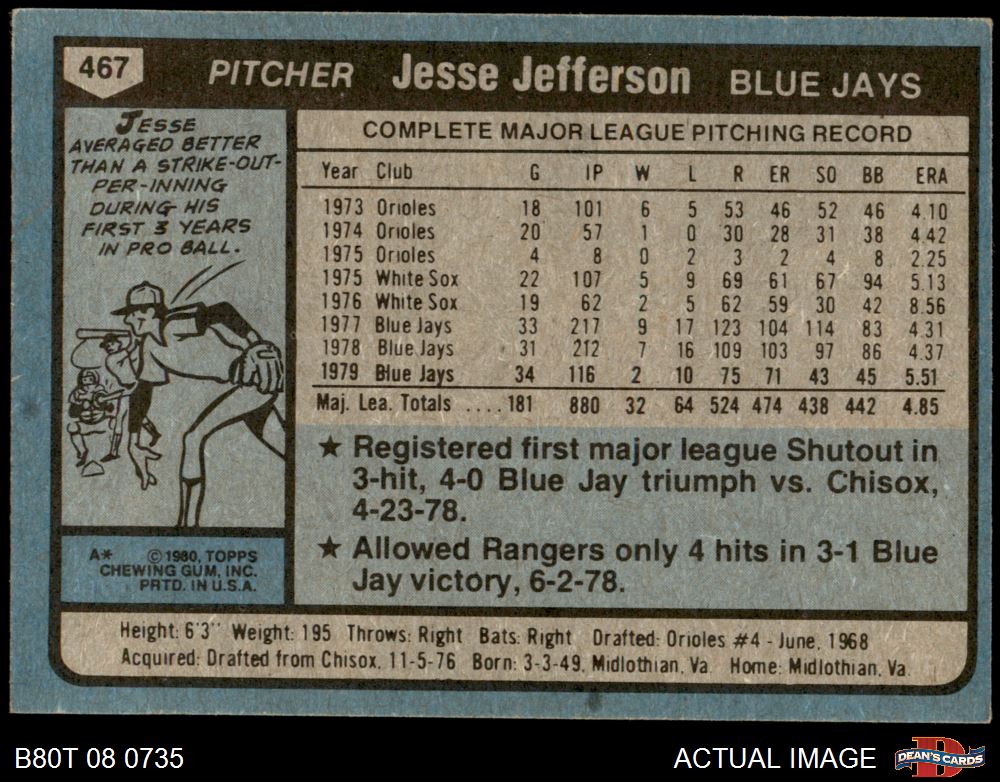 467 PITCHER Jesse Jefferson BLUE JAYS
JESSE
AVERAGED BETTER
THAN A STRIKE-OUT-
PER-INNING
DURING HIS
FIRST 3 YEARS
IN PRO BALL.
COMPLETE MAJOR LEAGUE PITCHING RECORD
Year Club G IP W L R ER SO BB ERA
1973 Orioles 18 101 6 5 53 46 52 46 4.10
1974 Orioles 20 57 1 0 30 28 31 38 4.42
1975 Orioles 4 8 0 2 3 2 4 8 2.25
1975 White Sox 22 107 5 9 69 61 67 94 5.13
1976 White Sox 19 62 2 5 62 59 30 42 8.56
1977 Blue Jays 33 217 9 17 123 104 114 83 4.31
1978 Blue Jays 31 212 7 16 109 103 97 86 4.37
1979 Blue Jays 34 116 2 10 75 71 43 45 5.51
Maj. Lea. Totals ....181 880 32 64 524 474 438 442 4.85
★ Registered first major league Shutout in
3-hit, 4-0 Blue Jay triumph vs. Chisox,
4-23-78.
★ Allowed Rangers only 4 hits in 3-1 Blue
Jay victory, 6-2-78.
A* ©1980, TOPPS
CHEWING GUM, INC.
PRTD. IN U.S.A.
Height: 6'3" Weight: 195 Throws: Right Bats: Right Drafted: Orioles #4 - June, 1968
Acquired: Drafted from Chisox, 11-5-76 Born: 3-3-49, Midlothian, Va. Home: Midlothian, Va.
B80T 08 0735 ACTUAL IMAGE
D
DEAN'S CARDS